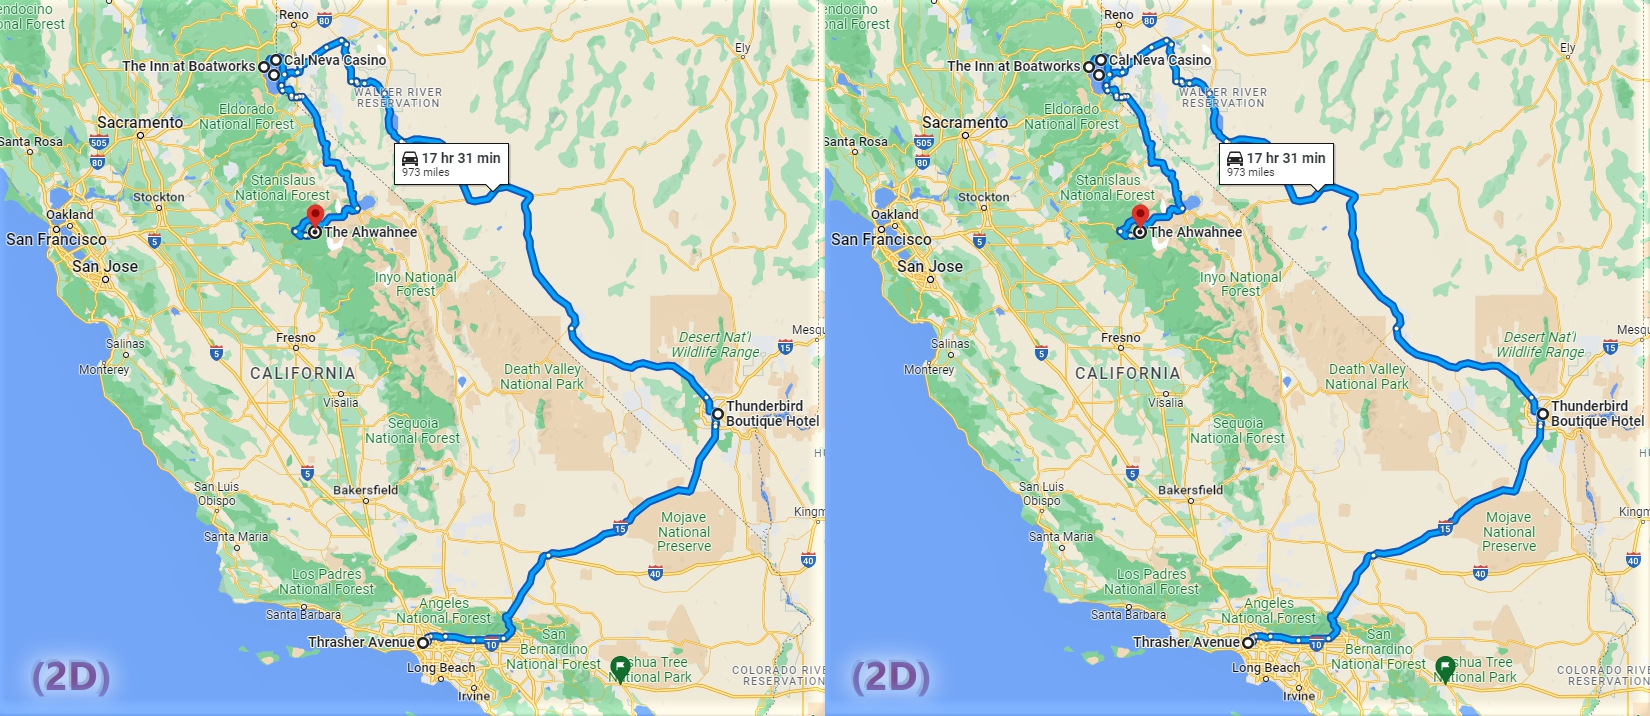 endocino
onal Forest
Reno
80
Ely
The Inn at Boatworks
Cal Neva Casino
WALKER RIVER
RESERVATION
Eldorado
National Forest
Sacramento
Santa Rosa
505
80
17 hr 31 min
973 miles
Stanislaus
National Forest
Stockton
Oakland
San Francisco
5
The Ahwahnee
San Jose
Inyo National
Forest
Salinas
Monterey
5
Fresno
Desert Nat'l
Wildlife Range
Mesqu
15
CALIFORNIA
Visalia
Death Valley
National Park
Thunderbird
Boutique Hotel
Sequoia
National Forest
5
San Luis
Obispo
Bakersfield
HU
Kingm
Santa Maria
15
Mojave
National
Preserve
40
40
Los Padres
National Forest
Santa Barbara
Angeles
National Forest
Thrasher Avenue
10
San
Bernardino
National Forest
Long Beach
Irvine
shua Tree
National Park
COLORADO RIVE
RESERVATION
(2D)
endocino
onal Forest
Reno
80
Ely
The Inn at Boatworks
Cal Neva Casino
WALKER RIVER
RESERVATION
Eldorado
National Forest
Sacramento
Santa Rosa
505
80
17 hr 31 min
973 miles
Stanislaus
National Forest
Stockton
Oakland
San Francisco
5
The Ahwahnee
San Jose
Inyo National
Forest
Salinas
Monterey
5
Fresno
Desert Nat'l
Wildlife Range
Mesqu
15
CALIFORNIA
Visalia
Death Valley
National Park
Thunderbird
Boutique Hotel
Sequoia
National Forest
5
San Luis
Obispo
Bakersfield
HU
Kingm
Santa Maria
15
Mojave
National
Preserve
40
40
Los Padres
National Forest
Santa Barbara
Angeles
National Forest
Thrasher Avenue
10
San
Bernardino
National Forest
Long Beach
Irvine
shua Tree
National Park
COLORADO RIVE
RESERVATION
(2D)